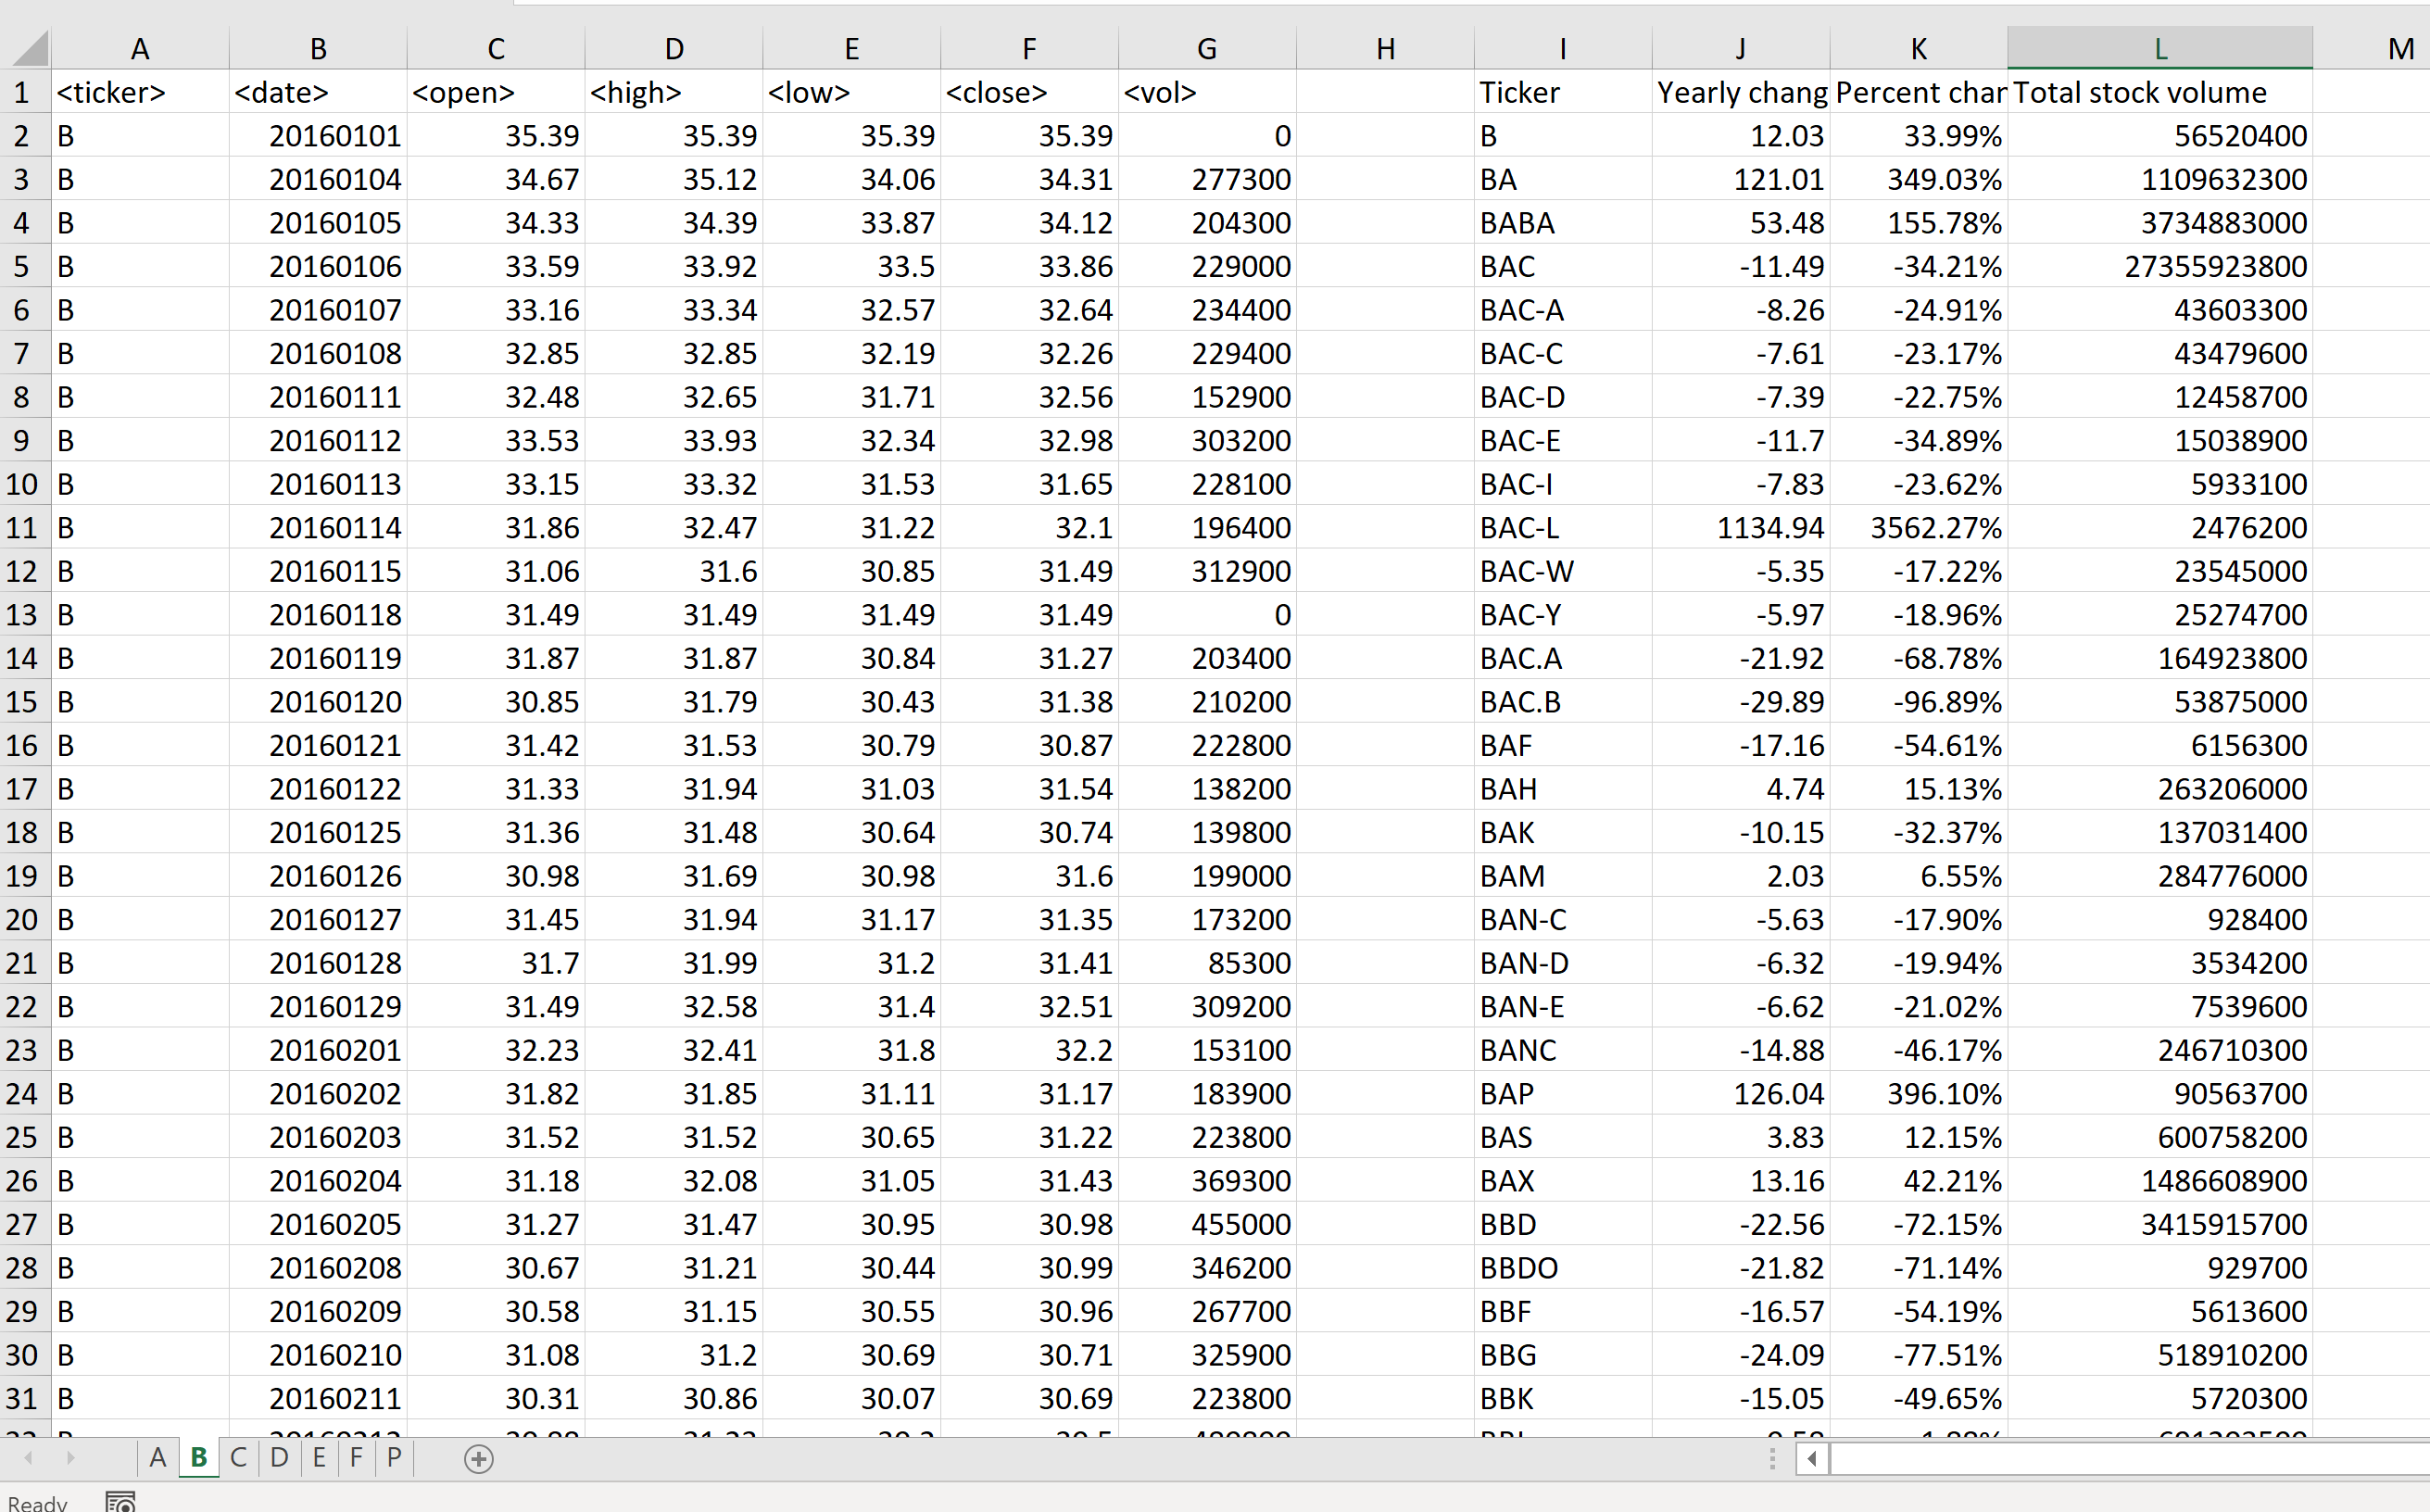 A B C D E F G H I J K L M
1 <ticker> <date> <open> <high> <low> <close> <vol> Ticker Yearly chang Percent char Total stock volume
2 B 20160101 35.39 35.39 35.39 35.39 0 B 12.03 33.99% 56520400
3 B 20160104 34.67 35.12 34.06 34.31 277300 BA 121.01 349.03% 1109632300
4 B 20160105 34.33 34.39 33.87 34.12 204300 BABA 53.48 155.78% 3734883000
5 B 20160106 33.59 33.92 33.5 33.86 229000 BAC -11.49 -34.21% 27355923800
6 B 20160107 33.16 33.34 32.57 32.64 234400 BAC-A -8.26 -24.91% 43603300
7 B 20160108 32.85 32.85 32.19 32.26 229400 BAC-C -7.61 -23.17% 43479600
8 B 20160111 32.48 32.65 31.71 32.56 152900 BAC-D -7.39 -22.75% 12458700
9 B 20160112 33.53 33.93 32.34 32.98 303200 BAC-E -11.7 -34.89% 15038900
10 B 20160113 33.15 33.32 31.53 31.65 228100 BAC-I -7.83 -23.62% 5933100
11 B 20160114 31.86 32.47 31.22 32.1 196400 BAC-L 1134.94 3562.27% 2476200
12 B 20160115 31.06 31.6 30.85 31.49 312900 BAC-W -5.35 -17.22% 23545000
13 B 20160118 31.49 31.49 31.49 31.49 0 BAC-Y -5.97 -18.96% 25274700
14 B 20160119 31.87 31.87 30.84 31.27 203400 BAC.A -21.92 -68.78% 164923800
15 B 20160120 30.85 31.79 30.43 31.38 210200 BAC.B -29.89 -96.89% 53875000
16 B 20160121 31.42 31.53 30.79 30.87 222800 BAF -17.16 -54.61% 6156300
17 B 20160122 31.33 31.94 31.03 31.54 138200 BAH 4.74 15.13% 263206000
18 B 20160125 31.36 31.48 30.64 30.74 139800 BAK -10.15 -32.37% 137031400
19 B 20160126 30.98 31.69 30.98 31.6 199000 BAM 2.03 6.55% 284776000
20 B 20160127 31.45 31.94 31.17 31.35 173200 BAN-C -5.63 -17.90% 928400
21 B 20160128 31.7 31.99 31.2 31.41 85300 BAN-D -6.32 -19.94% 3534200
22 B 20160129 31.49 32.58 31.4 32.51 309200 BAN-E -6.62 -21.02% 7539600
23 B 20160201 32.23 32.41 31.8 32.2 153100 BANC -14.88 -46.17% 246710300
24 B 20160202 31.82 31.85 31.11 31.17 183900 BAP 126.04 396.10% 90563700
25 B 20160203 31.52 31.52 30.65 31.22 223800 BAS 3.83 12.15% 600758200
26 B 20160204 31.18 32.08 31.05 31.43 369300 BAX 13.16 42.21% 1486608900
27 B 20160205 31.27 31.47 30.95 30.98 455000 BBD -22.56 -72.15% 3415915700
28 B 20160208 30.67 31.21 30.44 30.99 346200 BBDO -21.82 -71.14% 929700
29 B 20160209 30.58 31.15 30.55 30.96 267700 BBF -16.57 -54.19% 5613600
30 B 20160210 31.08 31.2 30.69 30.71 325900 BBG -24.09 -77.51% 518910200
31 B 20160211 30.31 30.86 30.07 30.69 223800 BBK -15.05 -49.65% 5720300
A B C D E F P
Ready